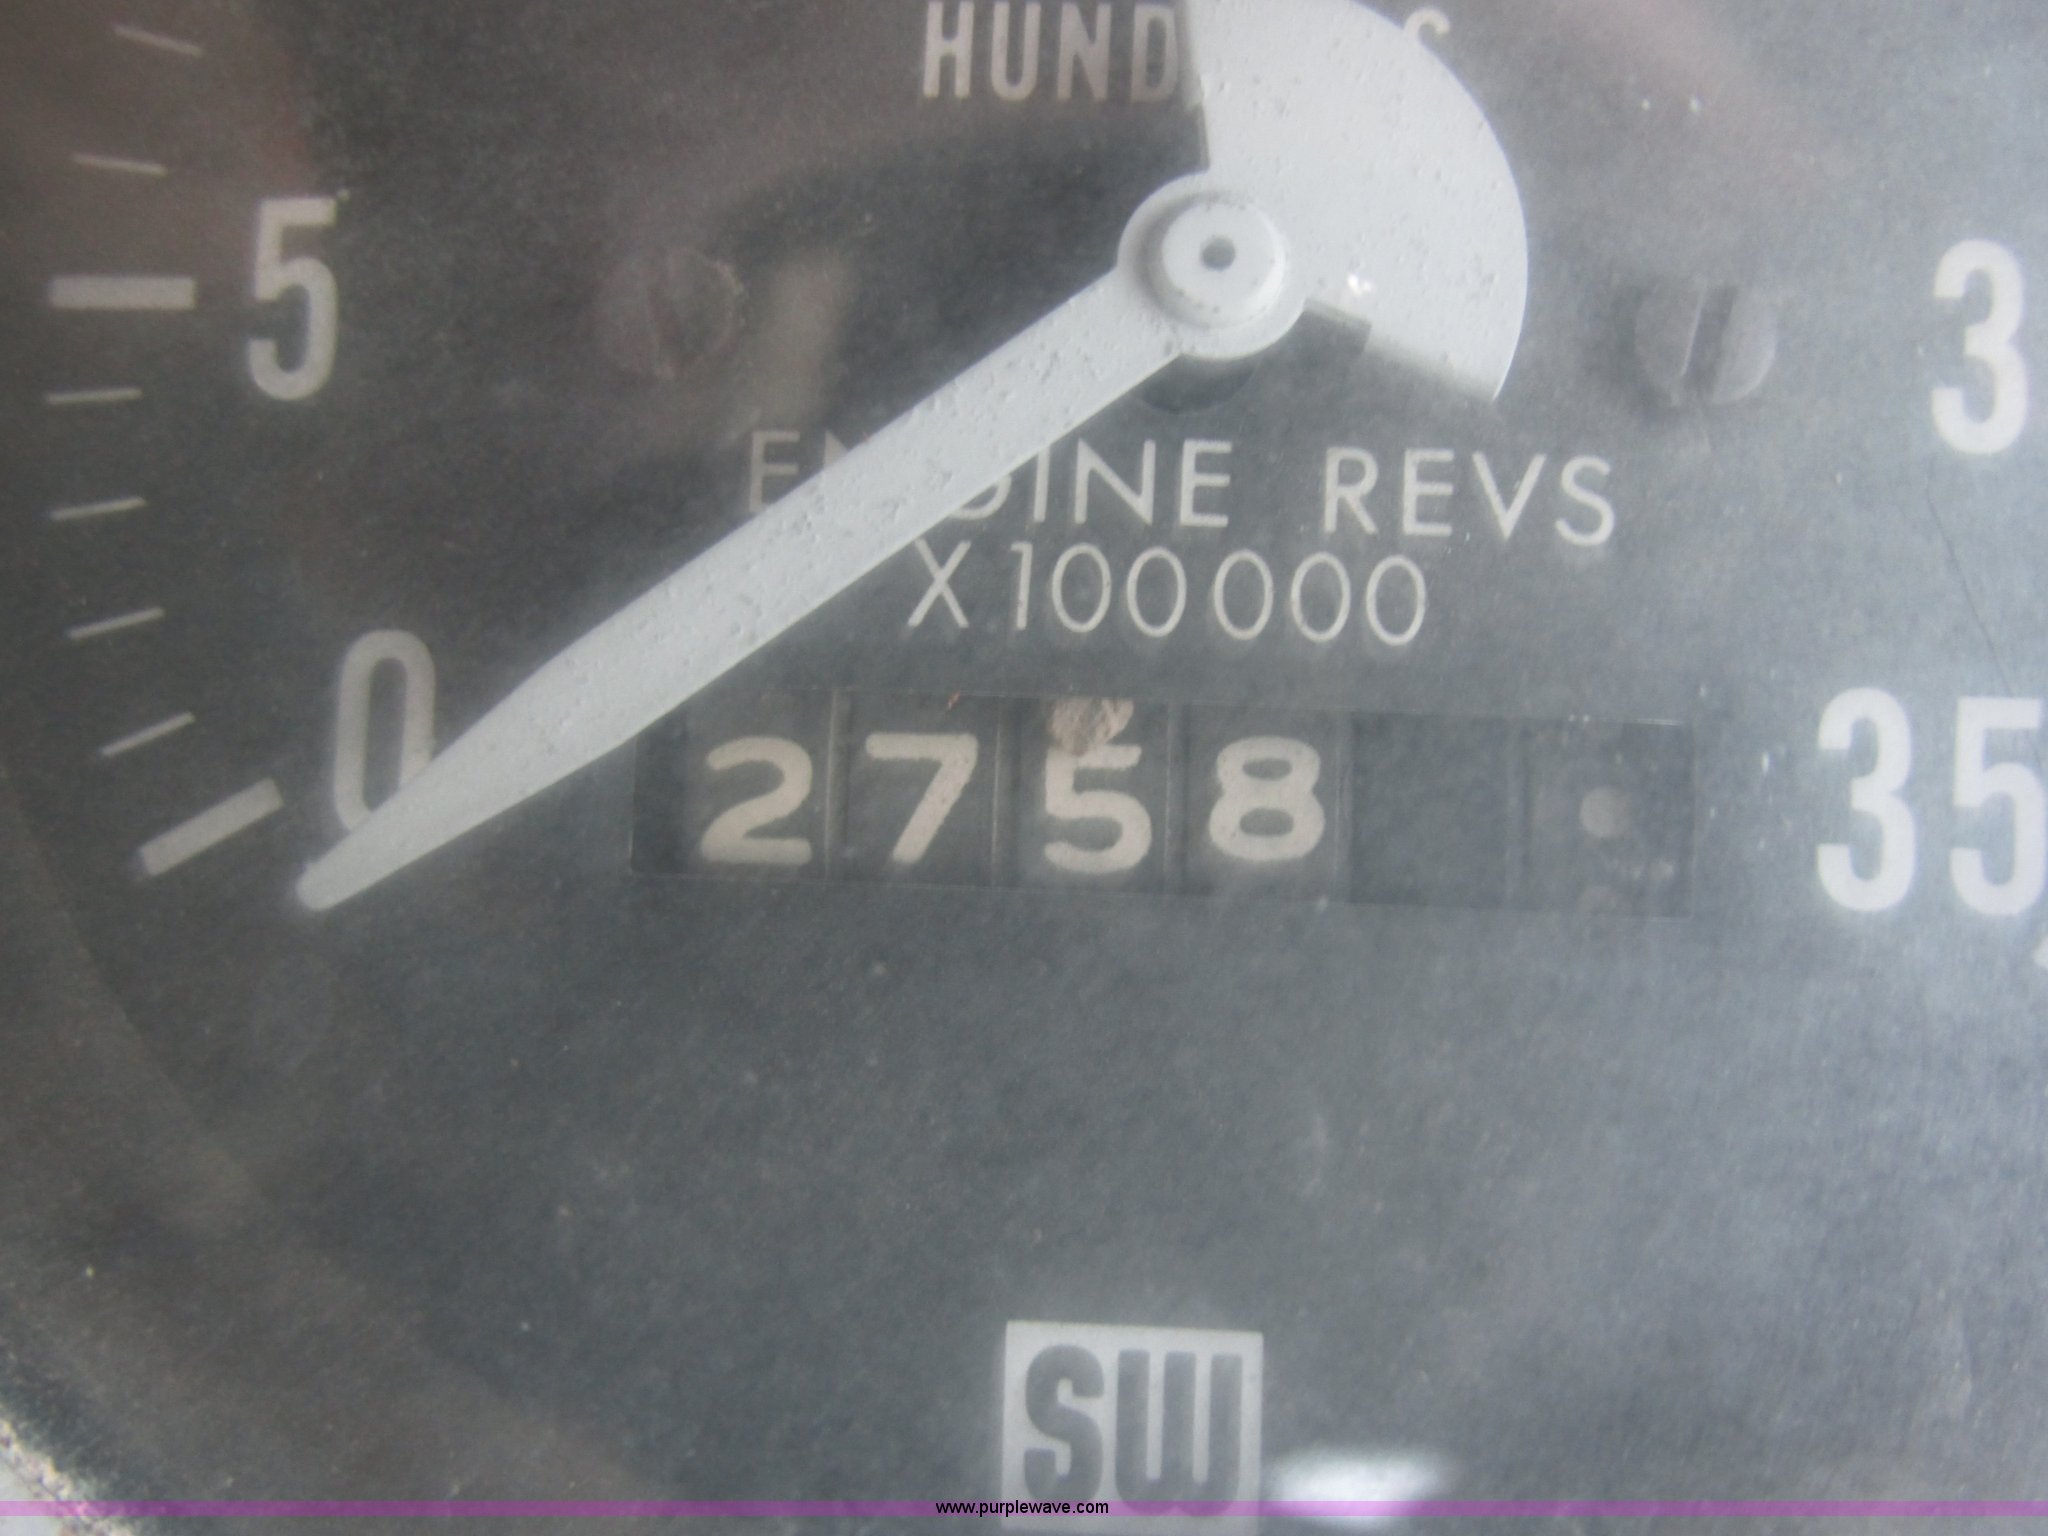 HUND S
5
3
ENGINE REVS
X100000
0
2758
35
SW
www.purplewave.com